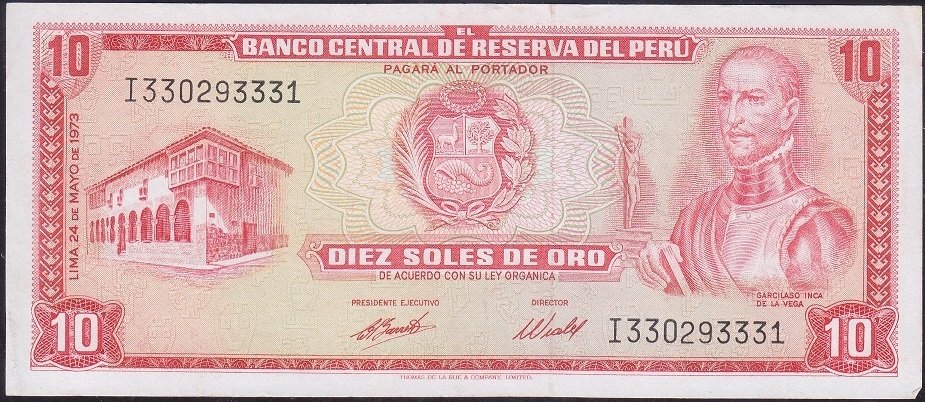 10
EL
BANCO CENTRAL DE RESERVA DEL PERÚ
10
PAGARÁ AL PORTADOR
I330293331
LIMA 24 DE MAYO DE 1973
DIEZ SOLES DE ORO
DE ACUERDO CON SU LEY ORGANICA
GARCILASO INCA
DE LA VEGA
PRESIDENTE EJECUTIVO
DIRECTOR
I330293331
10
10
THOMAS DE LA RUE & COMPANY, LIMITED.